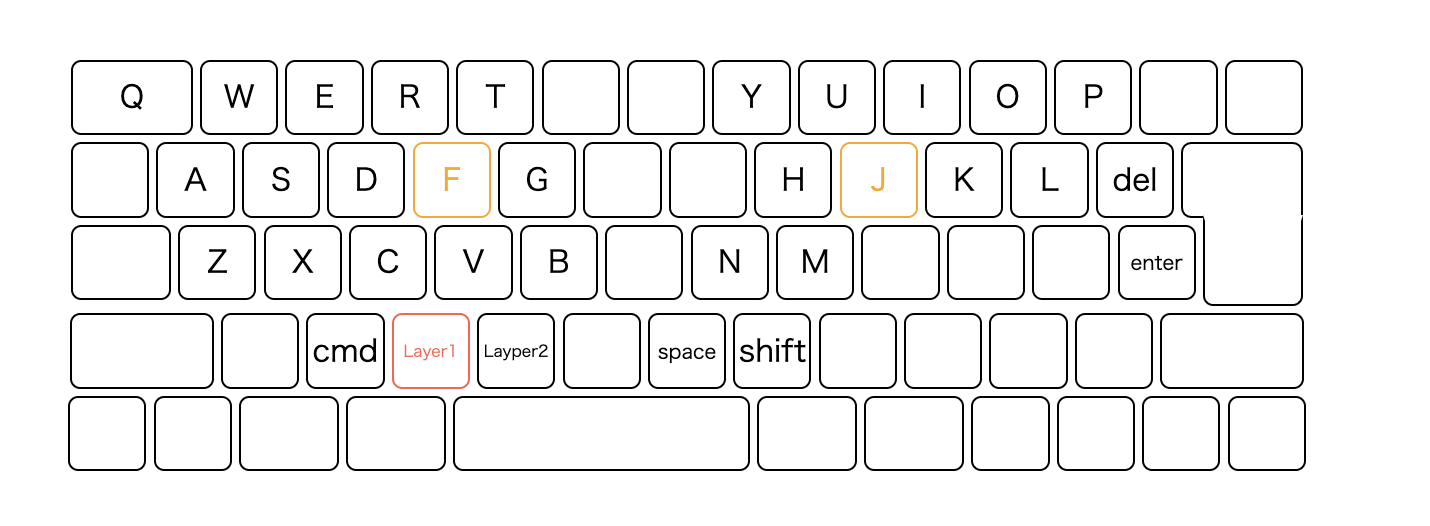 Q W E R T Y U I O P
A S D F G H J K L del
Z X C V B N M enter
cmd Layer1 Layper2 space shift